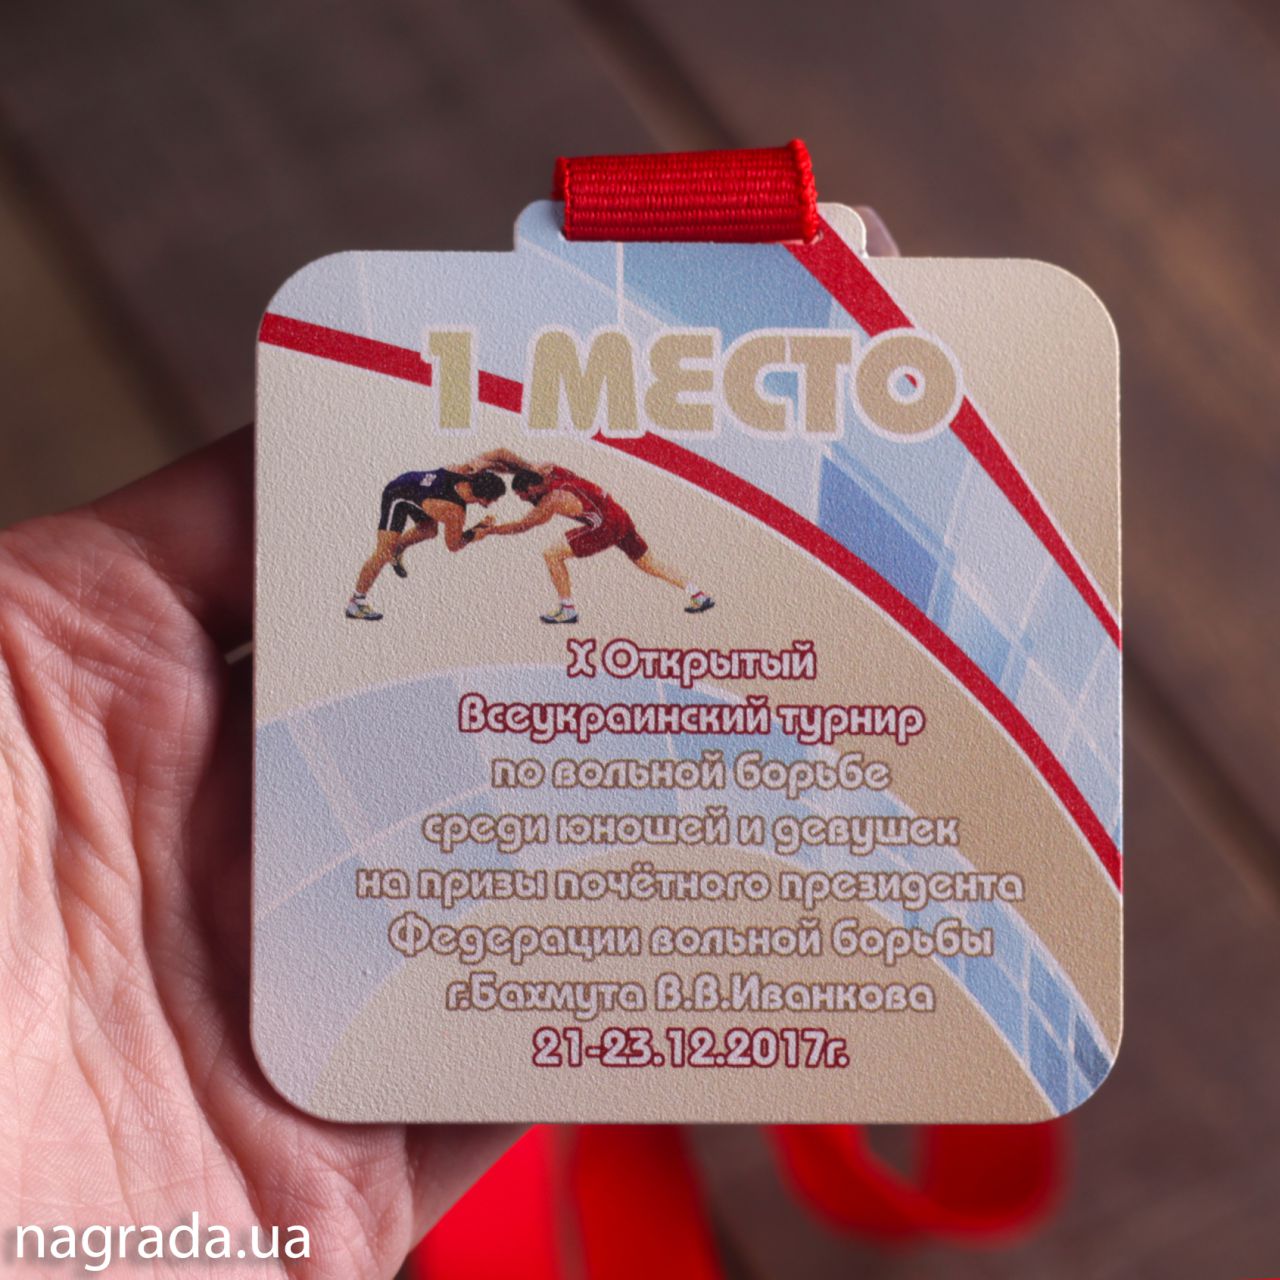 1 МЕСТО
X Открытый
Всеукраинский турнир
по вольной борьбе
среди юношей и девушек
на призы почётного президента
Федерации вольной борьбы
г.Бахмута В.В.Иванкова
21-23.12.2017г.
nagrada.ua